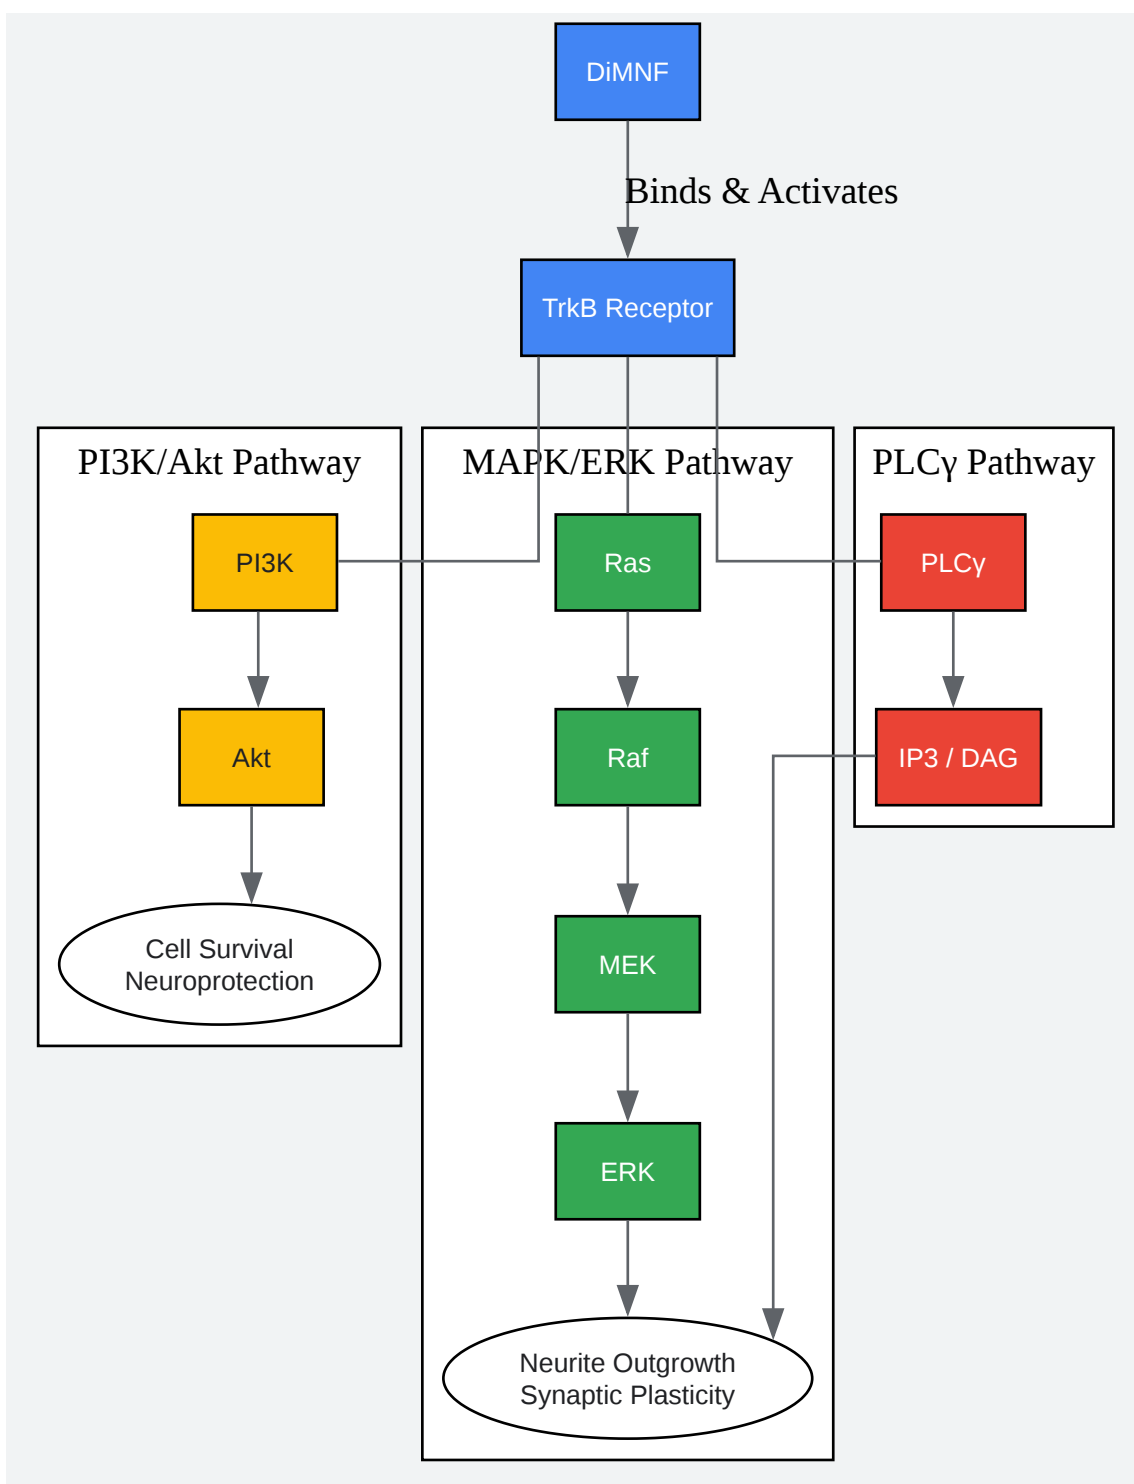 DiMNF
Binds & Activates
TrkB Receptor
PI3K/Akt Pathway
PI3K
Akt
Cell Survival
Neuroprotection
MAPK/ERK Pathway
Ras
Raf
MEK
ERK
Neurite Outgrowth
Synaptic Plasticity
PLCγ Pathway
PLCγ
IP3 / DAG